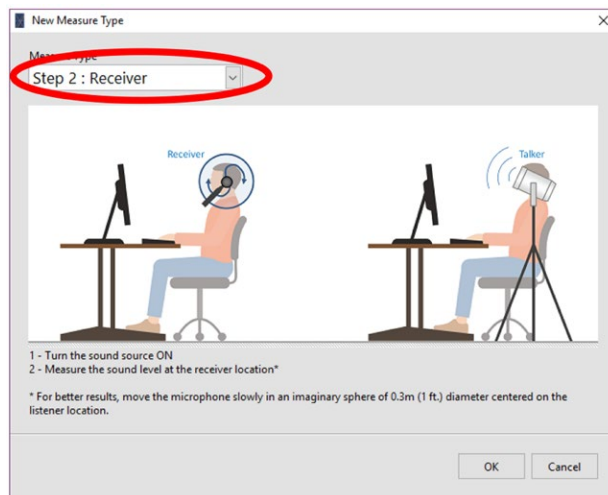 New Measure Type
Measure Type
Step 2 : Receiver
Receiver
Talker
1 - Turn the sound source ON
2 - Measure the sound level at the receiver location*
* For better results, move the microphone slowly in an imaginary sphere of 0.3m (1 ft.) diameter centered on the
listener location.
OK
Cancel